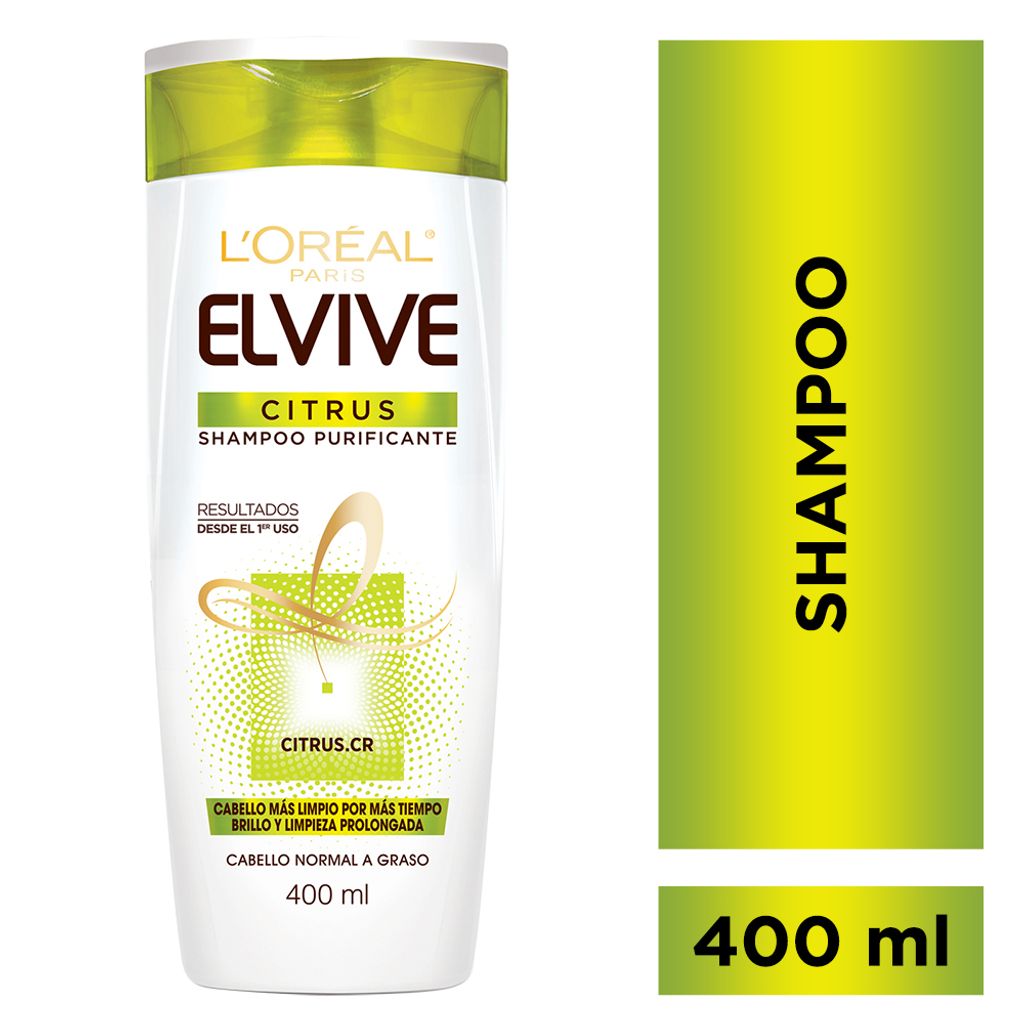 L'ORÉAL®
PARIS
ELVIVE
CITRUS
SHAMPOO PURIFICANTE
RESULTADOS
DESDE EL 1ER USO
CITRUS.CR
CABELLO MÁS LIMPIO POR MÁS TIEMPO
BRILLO Y LIMPIEZA PROLONGADA
CABELLO NORMAL A GRASO
400 ml
SHAMPOO
400 ml